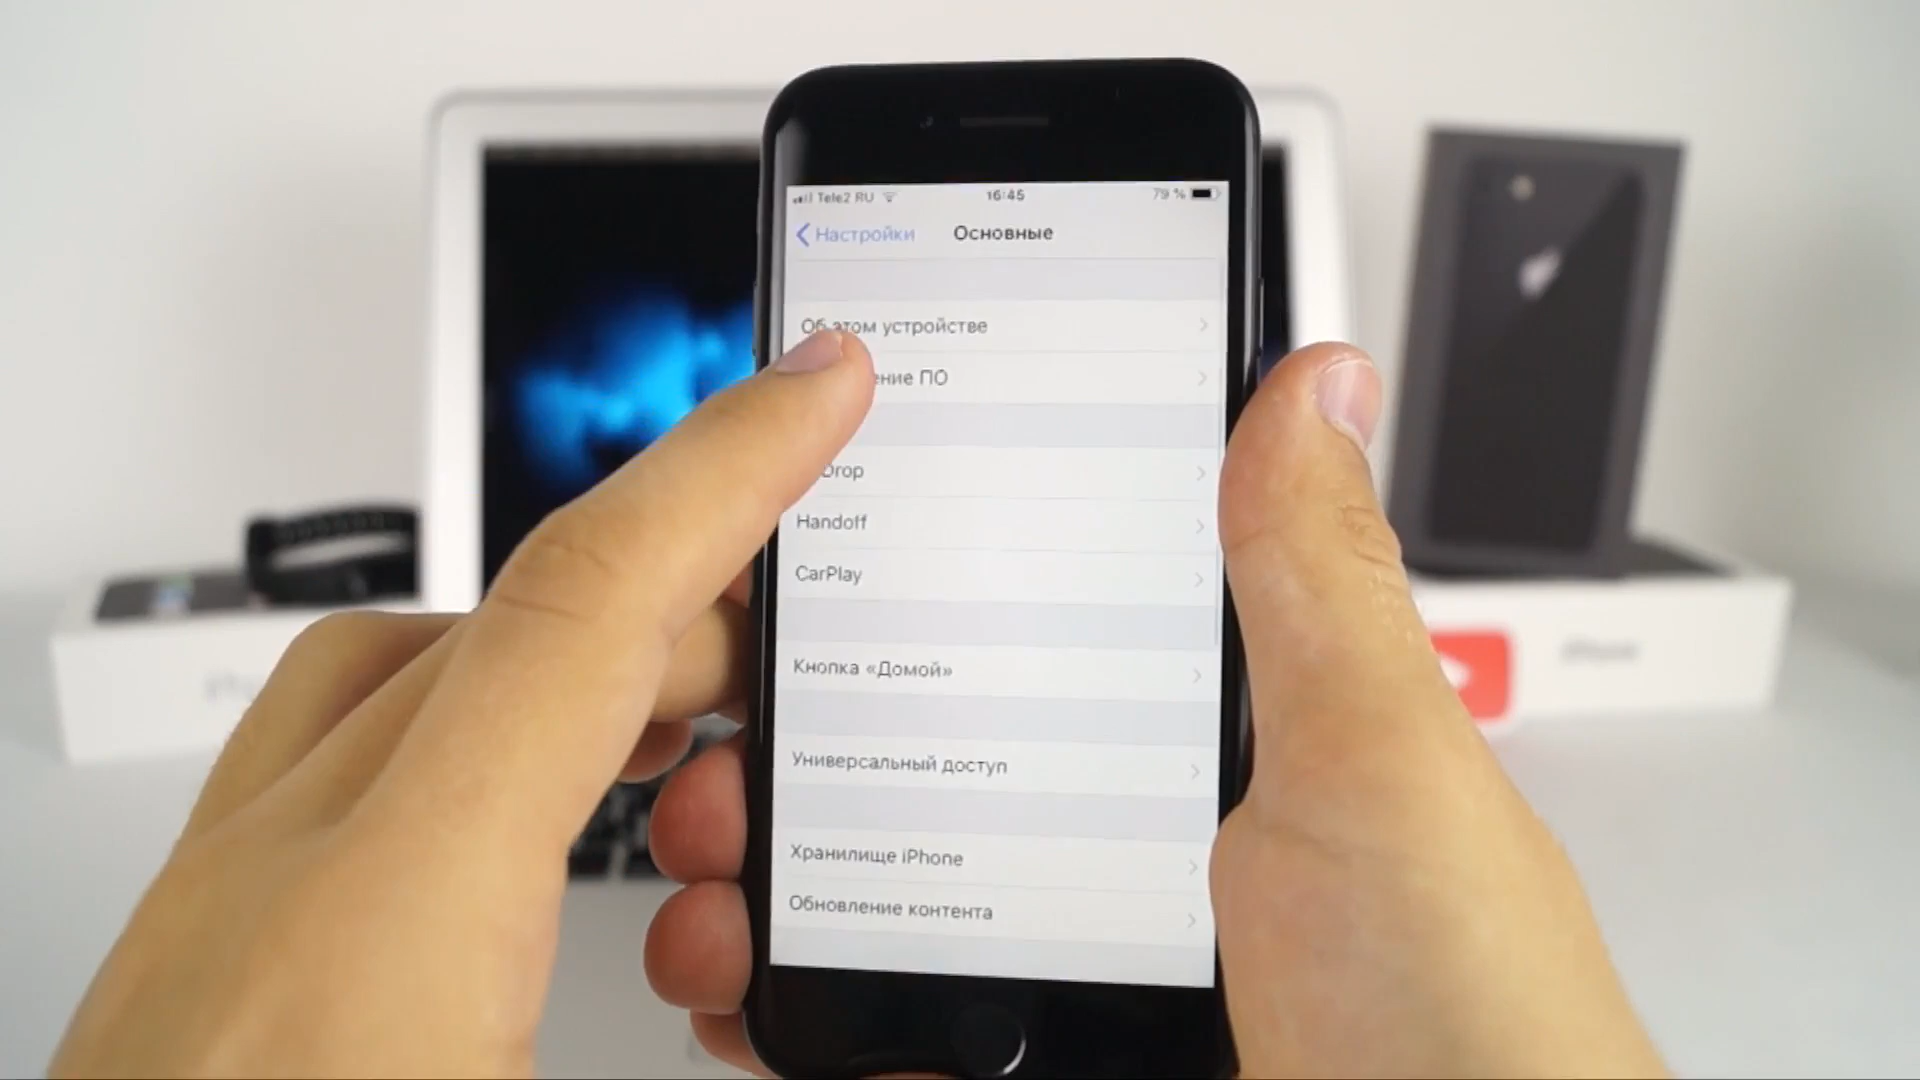 Tele2 RU
16:45
79 %
Настройки
Основные
Об этом устройстве
ение ПО
Drop
Handoff
CarPlay
Кнопка «Домой»
Универсальный доступ
Хранилище iPhone
Обновление контента
iPhone